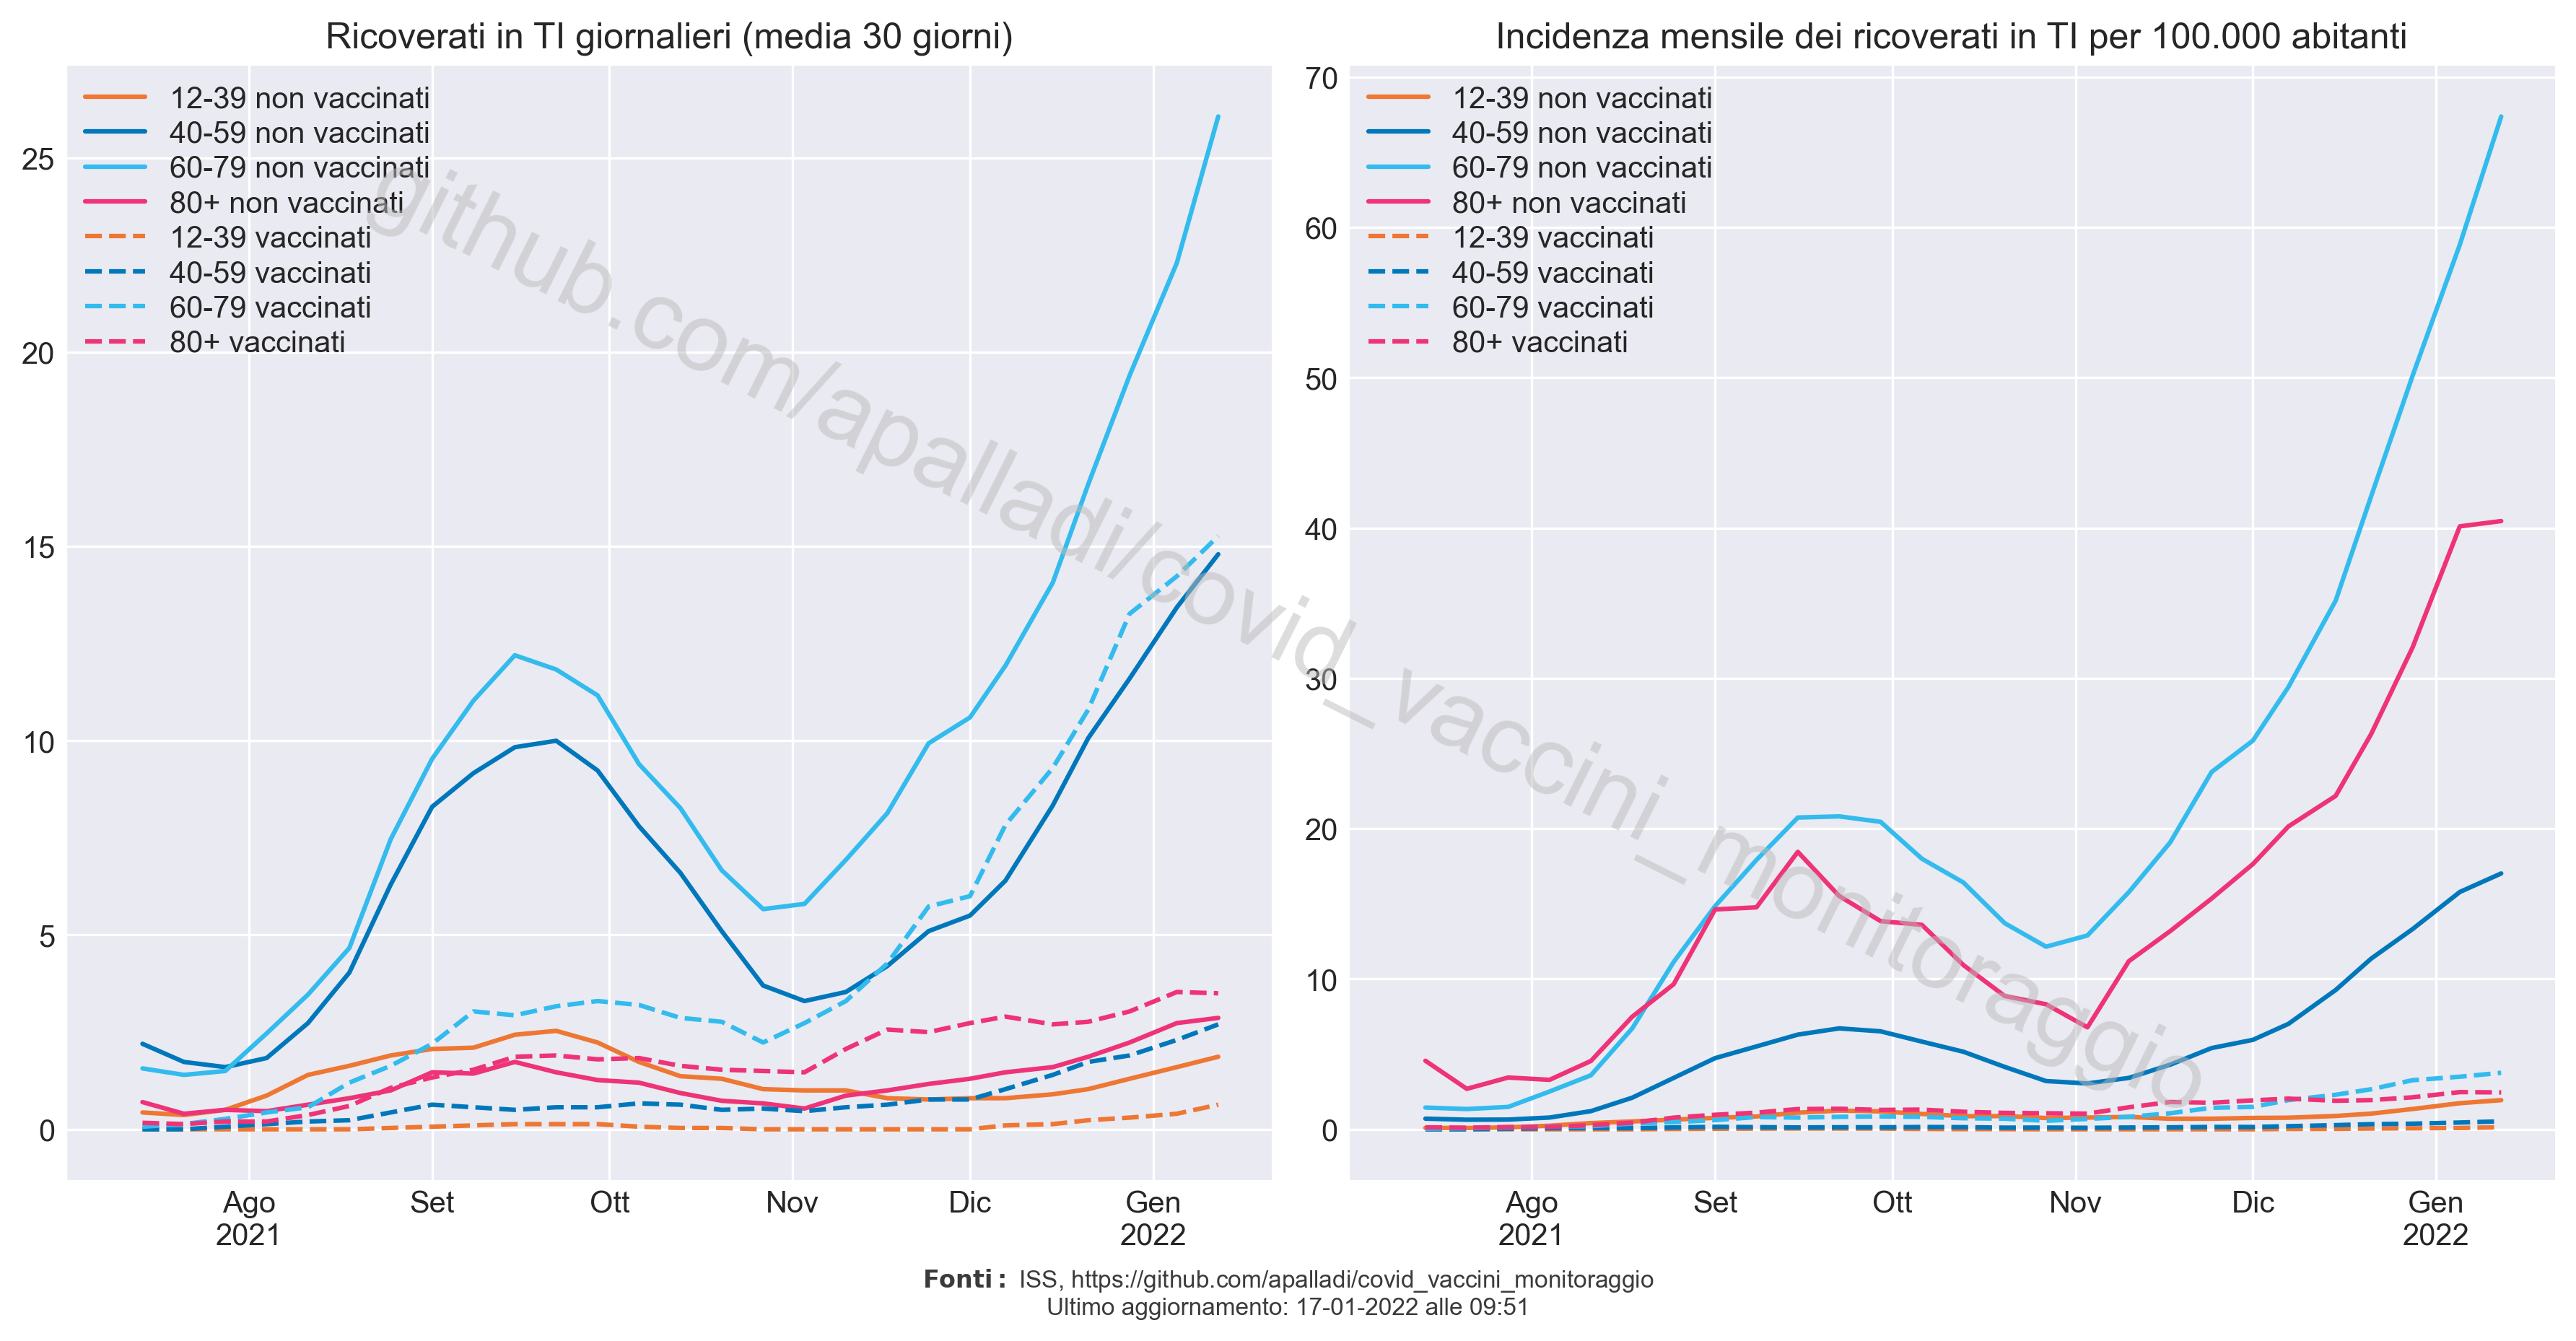 Ricoverati in TI giornalieri (media 30 giorni)
12-39 non vaccinati
40-59 non vaccinati
60-79 non vaccinati
80+ non vaccinati
12-39 vaccinati
40-59 vaccinati
60-79 vaccinati
80+ vaccinati
25
20
15
10
5
0
Ago
2021
Set
Ott
Nov
Dic
Gen
2022
Incidenza mensile dei ricoverati in TI per 100.000 abitanti
12-39 non vaccinati
40-59 non vaccinati
60-79 non vaccinati
80+ non vaccinati
12-39 vaccinati
40-59 vaccinati
60-79 vaccinati
80+ vaccinati
70
60
50
40
30
20
10
0
Ago
2021
Set
Ott
Nov
Dic
Gen
2022
github.com/apalladi/covid_vaccini_monitoraggio
Fonti: ISS, https://github.com/apalladi/covid_vaccini_monitoraggio
Ultimo aggiornamento: 17-01-2022 alle 09:51